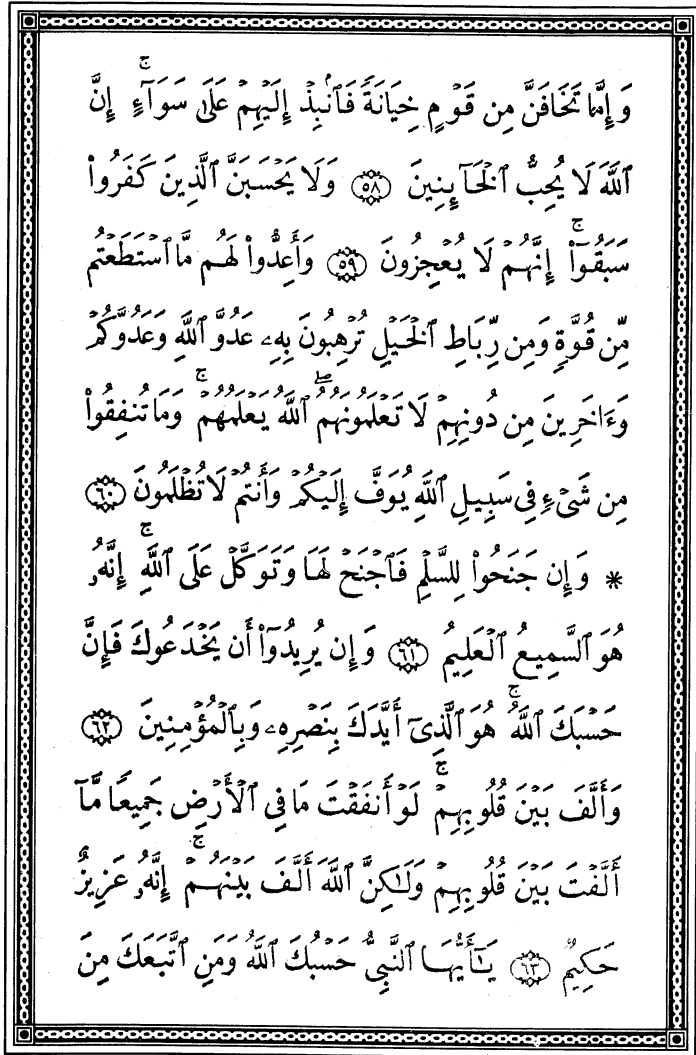 وَإِمَّا تَخَافَنَّ مِن قَوْمٍ خِيَانَةً فَٱنۢبِذْ إِلَيْهِمْ عَلَىٰ سَوَآءٍ ۚ إِنَّ
ٱللَّهَ لَا يُحِبُّ ٱلْخَآئِنِينَ ٥٨ وَلَا يَحْسَبَنَّ ٱلَّذِينَ كَفَرُوا۟
سَبَقُوٓا۟ ۚ إِنَّهُمْ لَا يُعْجِزُونَ ٥٩ وَأَعِدُّوا۟ لَهُم مَّا ٱسْتَطَعْتُم
مِّن قُوَّةٍ وَمِن رِّبَاطِ ٱلْخَيْلِ تُرْهِبُونَ بِهِۦ عَدُوَّ ٱللَّهِ وَعَدُوَّكُمْ
وَءَاخَرِينَ مِن دُونِهِمْ لَا تَعْلَمُونَهُمُ ۖ ٱللَّهُ يَعْلَمُهُمْ ۚ وَمَا تُنفِقُوا۟
مِن شَىْءٍ فِى سَبِيلِ ٱللَّهِ يُوَفَّ إِلَيْكُمْ وَأَنتُمْ لَا تُظْلَمُونَ ٦٠
* وَإِن جَنَحُوا۟ لِلسَّلْمِ فَٱجْنَحْ لَهَا وَتَوَكَّلْ عَلَى ٱللَّهِ ۚ إِنَّهُۥ
هُوَ ٱلسَّمِيعُ ٱلْعَلِيمُ ٦١ وَإِن يُرِيدُوٓا۟ أَن يَخْدَعُوكَ فَإِنَّ
حَسْبَكَ ٱللَّهُ ۚ هُوَ ٱلَّذِىٓ أَيَّدَكَ بِنَصْرِهِۦ وَبِٱلْمُؤْمِنِينَ ٦٢
وَأَلَّفَ بَيْنَ قُلُوبِهِمْ ۚ لَوْ أَنفَقْتَ مَا فِى ٱلْأَرْضِ جَمِيعًا مَّآ
أَلَّفْتَ بَيْنَ قُلُوبِهِمْ وَلَـٰكِنَّ ٱللَّهَ أَلَّفَ بَيْنَهُمْ ۚ إِنَّهُۥ عَزِيزٌ
حَكِيمٌ ٦٣ يَـٰٓأَيُّهَا ٱلنَّبِىُّ حَسْبُكَ ٱللَّهُ وَمَنِ ٱتَّبَعَكَ مِنَ